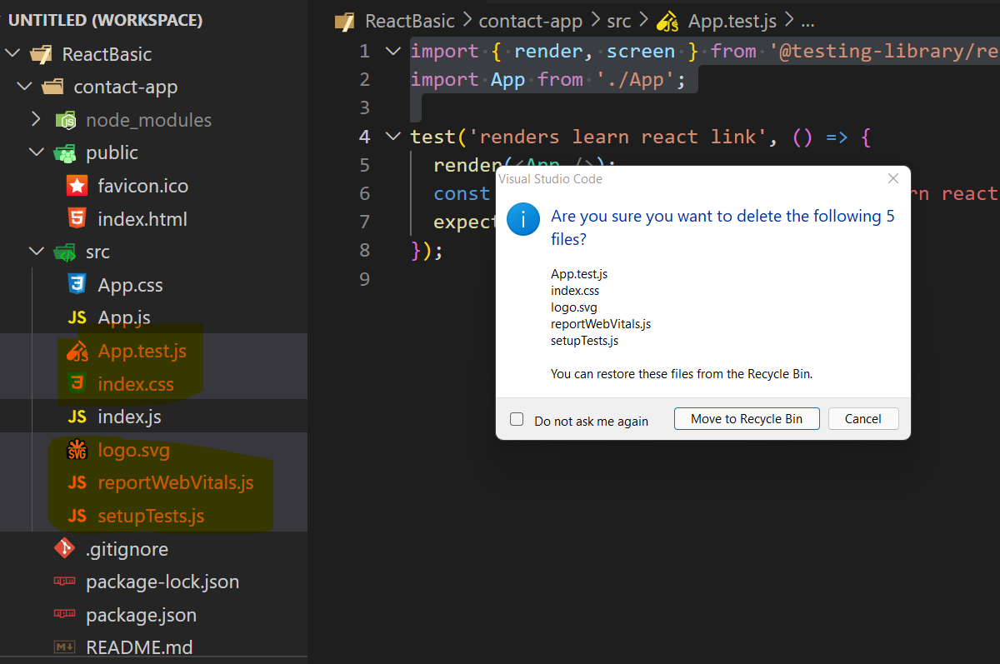 UNTITLED (WORKSPACE)
ReactBasic
contact-app
node_modules
public
favicon.ico
index.html
src
App.css
App.js
App.test.js
index.css
index.js
logo.svg
reportWebVitals.js
setupTests.js
.gitignore
package-lock.json
package.json
README.md
ReactBasic > contact-app > src > App.test.js > ...
1 import { render, screen } from '@testing-library/re
2 import App from './App';
3
4 test('renders learn react link', () => {
5 render(<App />);
6 const rn react
7 expect
8 });
9
Visual Studio Code
Are you sure you want to delete the following 5
files?
App.test.js
index.css
logo.svg
reportWebVitals.js
setupTests.js
You can restore these files from the Recycle Bin.
Do not ask me again
Move to Recycle Bin
Cancel